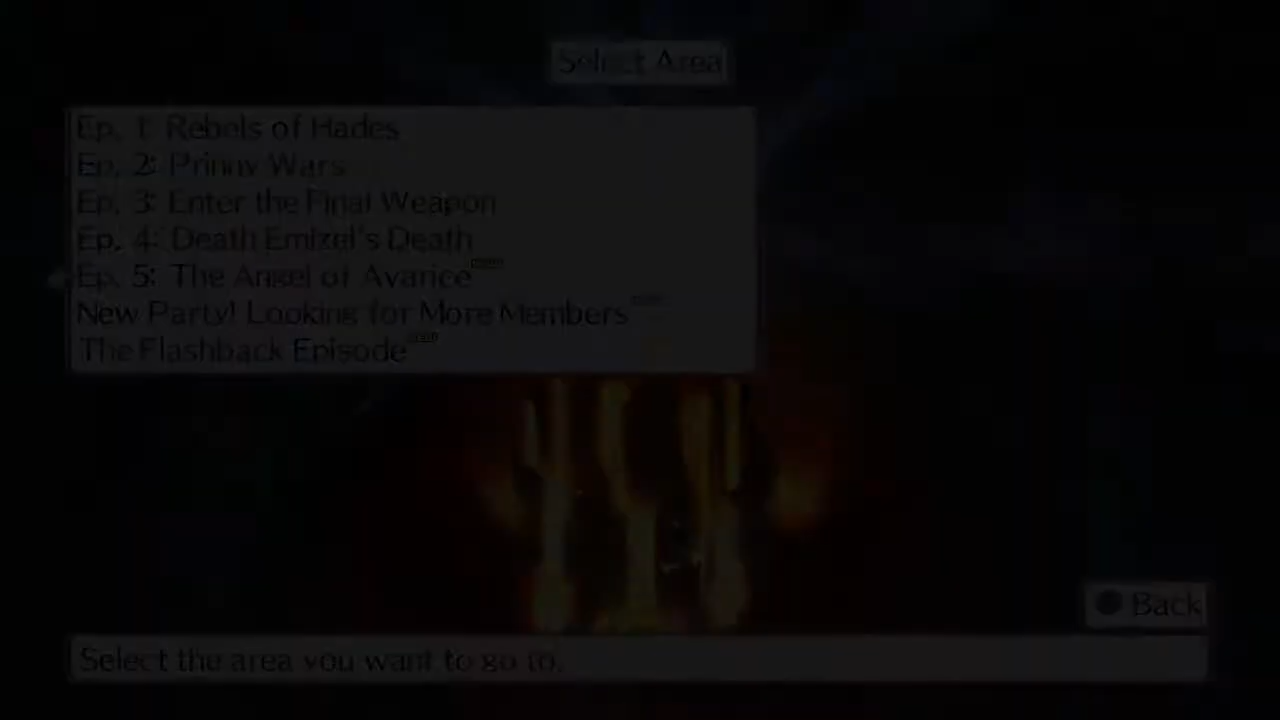 Select Area
Ep. 1: Rebels of Hades
Ep. 2: Prinny Wars
Ep. 3: Enter the Final Weapon
Ep. 4: Death Emizel's Death
Ep. 5: The Angel of Avarice
New Party! Looking for More Members
The Flashback Episode
Back
Select the area you want to go to.